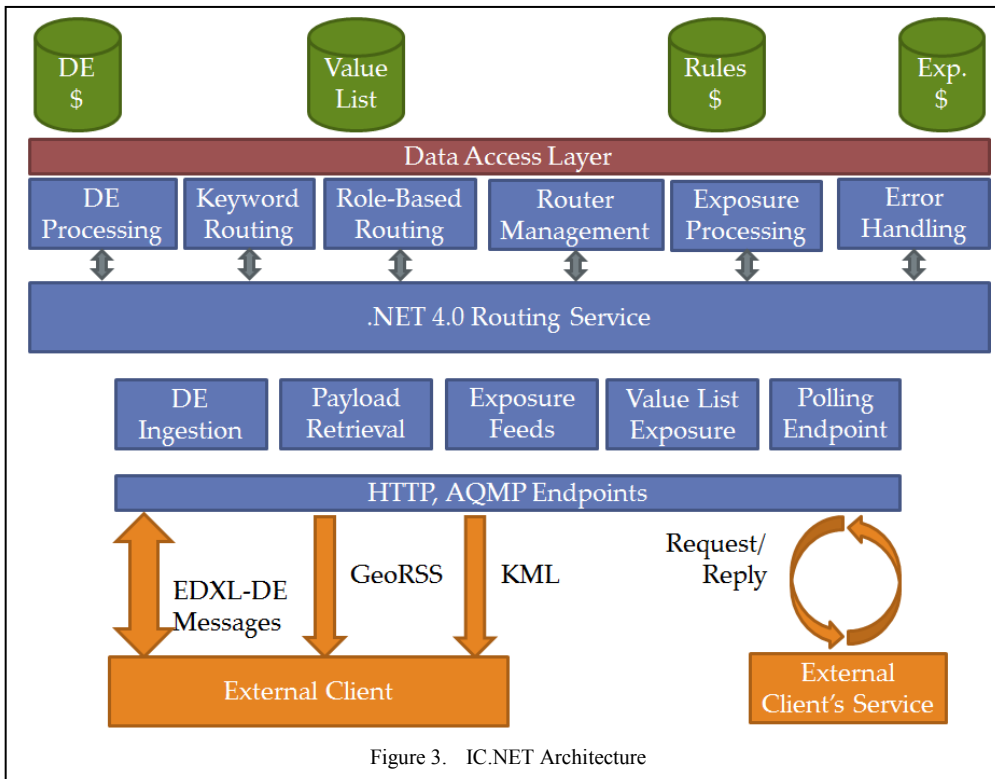 DE
$
Value
List
Rules
$
Exp.
$
Data Access Layer
DE
Processing
Keyword
Routing
Role-Based
Routing
Router
Management
Exposure
Processing
Error
Handling
.NET 4.0 Routing Service
DE
Ingestion
Payload
Retrieval
Exposure
Feeds
Value List
Exposure
Polling
Endpoint
HTTP, AQMP Endpoints
EDXL-DE
Messages
GeoRSS
KML
Request/
Reply
External Client
External
Client's Service
Figure 3. IC.NET Architecture